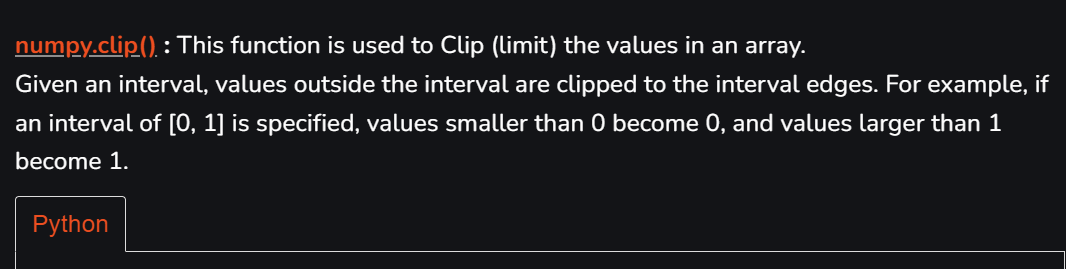 numpy.clip() : This function is used to Clip (limit) the values in an array.
Given an interval, values outside the interval are clipped to the interval edges. For example, if
an interval of [0, 1] is specified, values smaller than 0 become 0, and values larger than 1
become 1.
Python